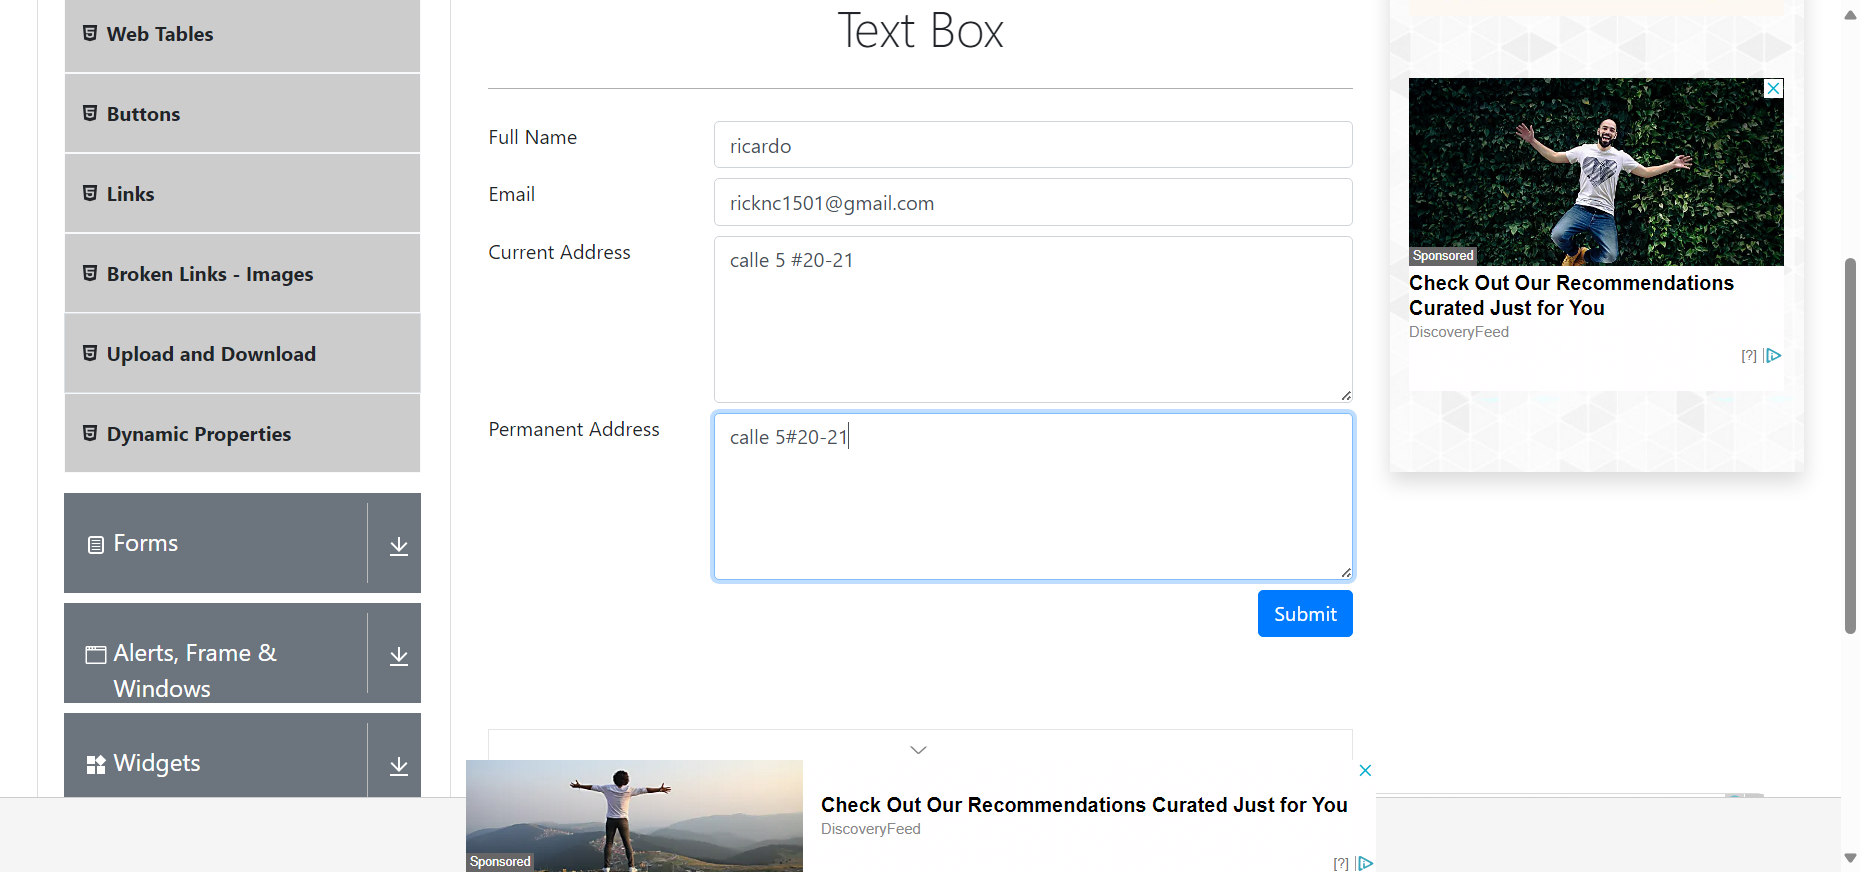 Web Tables
Buttons
Links
Broken Links - Images
Upload and Download
Dynamic Properties
Forms
Alerts, Frame &
Windows
Widgets
Text Box
Full Name
ricardo
Email
ricknc1501@gmail.com
Current Address
calle 5 #20-21
Permanent Address
calle 5#20-21
Submit
Sponsored
Check Out Our Recommendations
Curated Just for You
DiscoveryFeed
[?]
Sponsored
Check Out Our Recommendations Curated Just for You
DiscoveryFeed
[?]